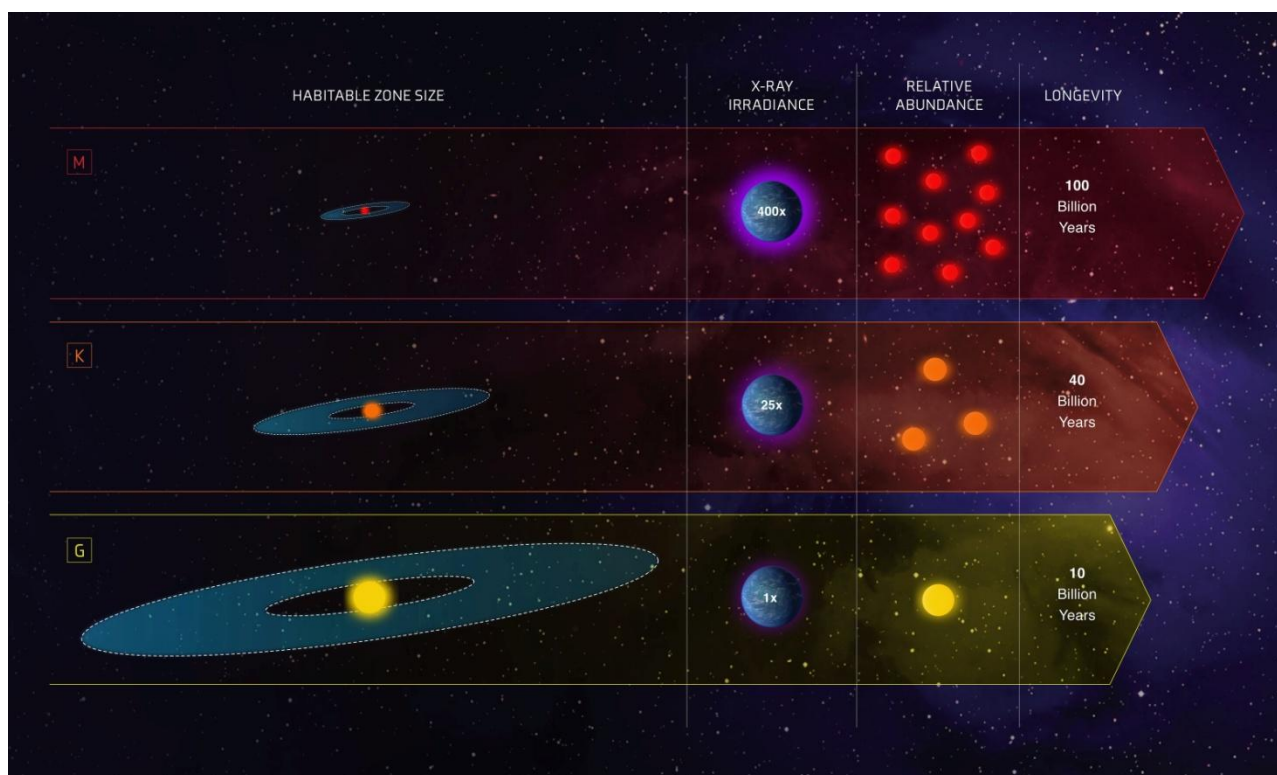 HABITABLE ZONE SIZE
X-RAY
IRRADIANCE
RELATIVE
ABUNDANCE
LONGEVITY
M
400x
100
Billion
Years
K
25x
40
Billion
Years
G
1x
10
Billion
Years